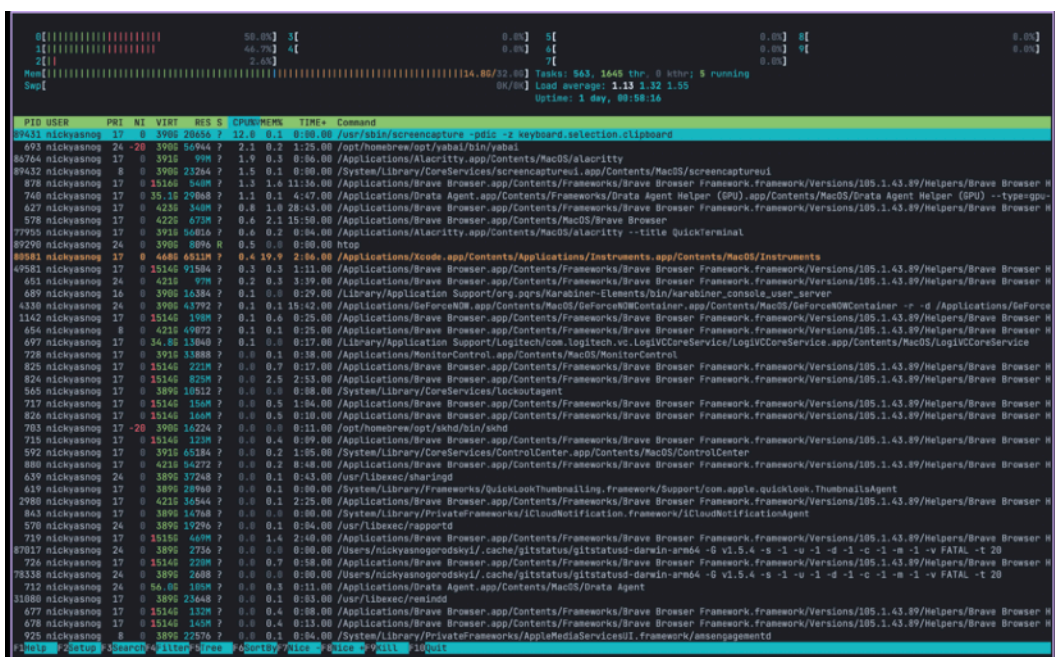 0[|||||||||||||||||||| 50.0%] 3[ 0.0%] 5[ 0.0%] 8[ 0.0%]
1[||||||||||||||||||| 46.7%] 4[ 0.0%] 6[ 0.0%] 9[ 0.0%]
2[|| 2.6%] 7[ 0.0%]
Mem[|||||||||||||||||||||||||||||||||||||||||||||14.8G/32.0G] Tasks: 563, 1645 thr, 0 kthr; 5 running
Swp[ 0K/0K] Load average: 1.13 1.32 1.55
Uptime: 1 day, 00:58:16
PID USER PRI NI VIRT RES S CPU%▽MEM% TIME+ Command
89431 nickyasnog 17 0 390G 20656 ? 12.0 0.1 0:00.00 /usr/sbin/screencapture -pdic -z keyboard.selection.clipboard
693 nickyasnog 24 -20 390G 56944 ? 2.1 0.2 1:25.00 /opt/homebrew/opt/yabai/bin/yabai
86764 nickyasnog 17 0 391G 99M ? 1.9 0.3 0:06.00 /Applications/Alacritty.app/Contents/MacOS/alacritty
89432 nickyasnog 8 0 390G 23264 ? 1.5 0.1 0:00.00 /System/Library/CoreServices/screencaptureui.app/Contents/MacOS/screencaptureui
878 nickyasnog 17 0 1516G 540M ? 1.3 1.6 11:36.00 /Applications/Brave Browser.app/Contents/Frameworks/Brave Browser Framework.framework/Versions/105.1.43.89/Helpers/Brave Browser H
740 nickyasnog 17 0 35.1G 29068 ? 1.1 0.1 4:47.00 /Applications/Drata Agent.app/Contents/Frameworks/Drata Agent Helper (GPU).app/Contents/MacOS/Drata Agent Helper (GPU) --type=gpu-
627 nickyasnog 17 0 423G 340M ? 0.8 1.0 28:43.00 /Applications/Brave Browser.app/Contents/Frameworks/Brave Browser Framework.framework/Versions/105.1.43.89/Helpers/Brave Browser H
578 nickyasnog 17 0 422G 673M ? 0.6 2.1 15:50.00 /Applications/Brave Browser.app/Contents/MacOS/Brave Browser
77955 nickyasnog 17 0 391G 56016 ? 0.6 0.2 0:04.00 /Applications/Alacritty.app/Contents/MacOS/alacritty --title QuickTerminal
89290 nickyasnog 24 0 390G 8096 R 0.5 0.0 0:00.00 htop
80581 nickyasnog 17 0 468G 6511M ? 0.4 19.9 2:06.00 /Applications/Xcode.app/Contents/Applications/Instruments.app/Contents/MacOS/Instruments
49581 nickyasnog 17 0 1514G 91504 ? 0.3 0.3 1:11.00 /Applications/Brave Browser.app/Contents/Frameworks/Brave Browser Framework.framework/Versions/105.1.43.89/Helpers/Brave Browser H
651 nickyasnog 24 0 421G 97M ? 0.2 0.3 3:39.00 /Applications/Brave Browser.app/Contents/Frameworks/Brave Browser Framework.framework/Versions/105.1.43.89/Helpers/Brave Browser H
689 nickyasnog 16 0 390G 16384 ? 0.1 0.0 0:29.00 /Library/Application Support/org.pqrs/Karabiner-Elements/bin/karabiner_console_user_server
4330 nickyasnog 24 0 390G 43792 ? 0.1 0.1 15:42.00 /Applications/GeForceNOW.app/Contents/MacOS/GeForceNOWContainer.app/Contents/MacOS/GeForceNOWContainer -r -d /Applications/GeForce
1142 nickyasnog 17 0 1514G 198M ? 0.1 0.6 0:25.00 /Applications/Brave Browser.app/Contents/Frameworks/Brave Browser Framework.framework/Versions/105.1.43.89/Helpers/Brave Browser H
654 nickyasnog 8 0 421G 49072 ? 0.1 0.1 0:25.00 /Applications/Brave Browser.app/Contents/Frameworks/Brave Browser Framework.framework/Versions/105.1.43.89/Helpers/Brave Browser H
697 nickyasnog 17 0 34.8G 13040 ? 0.1 0.0 0:17.00 /Library/Application Support/Logitech/com.logitech.vc.LogiVCCoreService/LogiVCCoreService.app/Contents/MacOS/LogiVCCoreService
728 nickyasnog 17 0 391G 33888 ? 0.0 0.1 0:38.00 /Applications/MonitorControl.app/Contents/MacOS/MonitorControl
825 nickyasnog 17 0 1514G 221M ? 0.0 0.7 0:17.00 /Applications/Brave Browser.app/Contents/Frameworks/Brave Browser Framework.framework/Versions/105.1.43.89/Helpers/Brave Browser H
824 nickyasnog 17 0 1514G 825M ? 0.0 2.5 2:53.00 /Applications/Brave Browser.app/Contents/Frameworks/Brave Browser Framework.framework/Versions/105.1.43.89/Helpers/Brave Browser H
565 nickyasnog 17 0 389G 10512 ? 0.0 0.0 0:08.00 /System/Library/CoreServices/lockoutagent
717 nickyasnog 17 0 1514G 156M ? 0.0 0.5 1:04.00 /Applications/Brave Browser.app/Contents/Frameworks/Brave Browser Framework.framework/Versions/105.1.43.89/Helpers/Brave Browser H
826 nickyasnog 17 0 1514G 166M ? 0.0 0.5 0:10.00 /Applications/Brave Browser.app/Contents/Frameworks/Brave Browser Framework.framework/Versions/105.1.43.89/Helpers/Brave Browser H
703 nickyasnog 17 -20 390G 16224 ? 0.0 0.0 0:11.00 /opt/homebrew/opt/skhd/bin/skhd
715 nickyasnog 17 0 1514G 123M ? 0.0 0.4 0:09.00 /Applications/Brave Browser.app/Contents/Frameworks/Brave Browser Framework.framework/Versions/105.1.43.89/Helpers/Brave Browser H
592 nickyasnog 17 0 391G 65184 ? 0.0 0.2 1:05.00 /System/Library/CoreServices/ControlCenter.app/Contents/MacOS/ControlCenter
880 nickyasnog 17 0 421G 54272 ? 0.0 0.2 8:48.00 /Applications/Brave Browser.app/Contents/Frameworks/Brave Browser Framework.framework/Versions/105.1.43.89/Helpers/Brave Browser H
639 nickyasnog 24 0 389G 37248 ? 0.0 0.1 0:43.00 /usr/libexec/sharingd
619 nickyasnog 17 0 389G 28960 ? 0.0 0.1 0:00.00 /System/Library/Frameworks/QuickLookThumbnailing.framework/Support/com.apple.quicklook.ThumbnailsAgent
2980 nickyasnog 17 0 421G 36544 ? 0.0 0.1 2:25.00 /Applications/Brave Browser.app/Contents/Frameworks/Brave Browser Framework.framework/Versions/105.1.43.89/Helpers/Brave Browser H
843 nickyasnog 17 0 389G 14768 ? 0.0 0.0 0:00.00 /System/Library/PrivateFrameworks/iCloudNotification.framework/iCloudNotificationAgent
570 nickyasnog 24 0 389G 19296 ? 0.0 0.1 0:04.00 /usr/libexec/rapportd
719 nickyasnog 17 0 1515G 469M ? 0.0 1.4 2:40.00 /Applications/Brave Browser.app/Contents/Frameworks/Brave Browser Framework.framework/Versions/105.1.43.89/Helpers/Brave Browser H
87017 nickyasnog 24 0 389G 2736 ? 0.0 0.0 0:00.00 /Users/nickyasnogorodskyi/.cache/gitstatus/gitstatusd-darwin-arm64 -G v1.5.4 -s -1 -u -1 -d -1 -c -1 -m -1 -v FATAL -t 20
726 nickyasnog 17 0 1514G 220M ? 0.0 0.7 0:58.00 /Applications/Brave Browser.app/Contents/Frameworks/Brave Browser Framework.framework/Versions/105.1.43.89/Helpers/Brave Browser H
78338 nickyasnog 24 0 389G 2608 ? 0.0 0.0 0:00.00 /Users/nickyasnogorodskyi/.cache/gitstatus/gitstatusd-darwin-arm64 -G v1.5.4 -s -1 -u -1 -d -1 -c -1 -m -1 -v FATAL -t 20
712 nickyasnog 24 0 56.0G 105M ? 0.0 0.3 0:11.00 /Applications/Drata Agent.app/Contents/MacOS/Drata Agent
31080 nickyasnog 17 0 389G 23648 ? 0.0 0.1 0:03.00 /usr/libexec/remindd
677 nickyasnog 17 0 1514G 132M ? 0.0 0.4 0:08.00 /Applications/Brave Browser.app/Contents/Frameworks/Brave Browser Framework.framework/Versions/105.1.43.89/Helpers/Brave Browser H
678 nickyasnog 17 0 1514G 145M ? 0.0 0.4 0:13.00 /Applications/Brave Browser.app/Contents/Frameworks/Brave Browser Framework.framework/Versions/105.1.43.89/Helpers/Brave Browser H
925 nickyasnog 8 0 389G 22576 ? 0.0 0.1 0:04.00 /System/Library/PrivateFrameworks/AppleMediaServicesUI.framework/amsengagementd
F1Help F2Setup F3SearchF4FilterF5Tree F6SortByF7Nice -F8Nice +F9Kill F10Quit